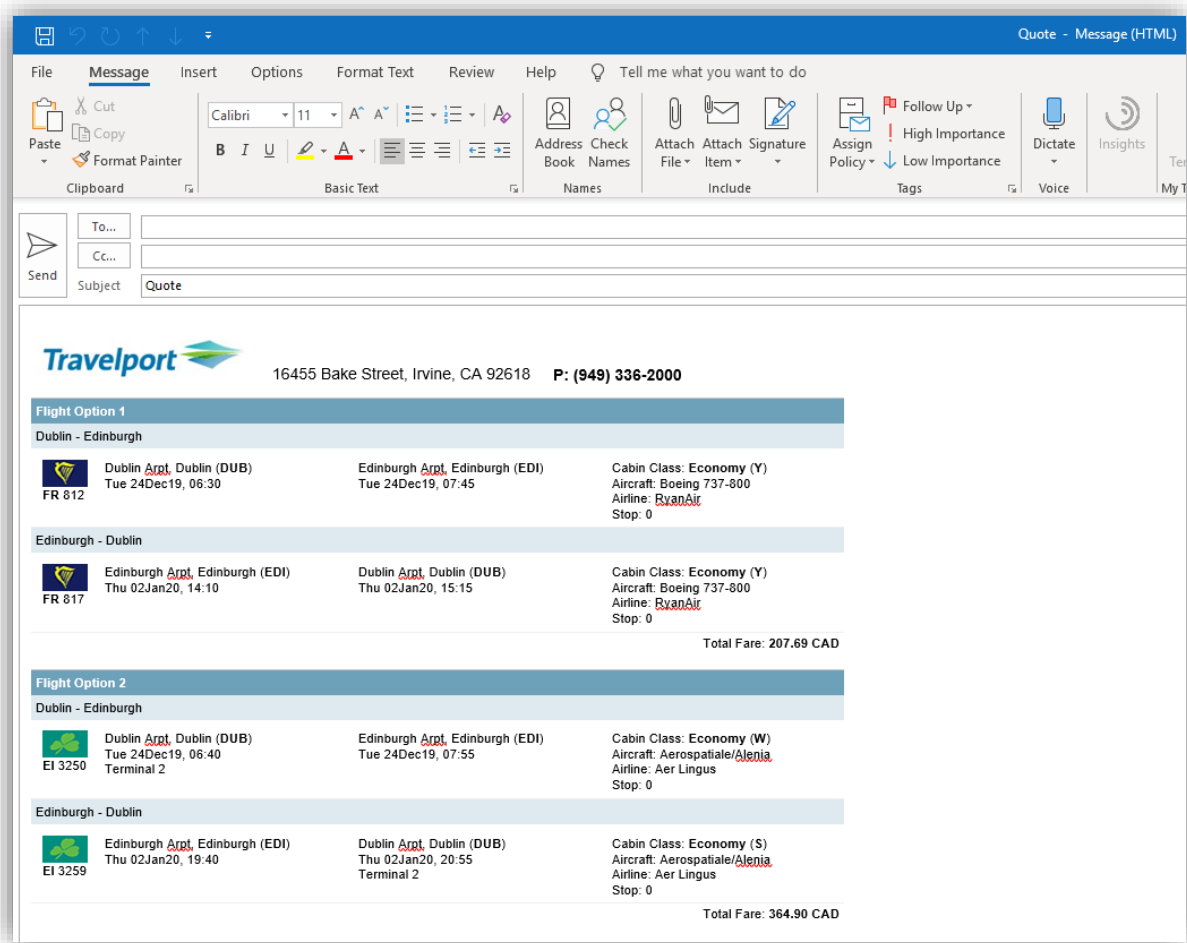 Quote - Message (HTML)
File Message Insert Options Format Text Review Help Tell me what you want to do
Paste
Cut
Copy
Format Painter
Clipboard
Calibri 11
B I U
Basic Text
Address Book
Check Names
Names
Attach File
Attach Item
Signature
Include
Assign Policy
Follow Up
High Importance
Low Importance
Tags
Dictate
Voice
Insights
Send
To...
Cc...
Subject Quote
Travelport 16455 Bake Street, Irvine, CA 92618 P: (949) 336-2000
Flight Option 1
Dublin - Edinburgh
FR 812
Dublin Arpt, Dublin (DUB)
Tue 24Dec19, 06:30
Edinburgh Arpt, Edinburgh (EDI)
Tue 24Dec19, 07:45
Cabin Class: Economy (Y)
Aircraft: Boeing 737-800
Airline: RyanAir
Stop: 0
Edinburgh - Dublin
FR 817
Edinburgh Arpt, Edinburgh (EDI)
Thu 02Jan20, 14:10
Dublin Arpt, Dublin (DUB)
Thu 02Jan20, 15:15
Cabin Class: Economy (Y)
Aircraft: Boeing 737-800
Airline: RyanAir
Stop: 0
Total Fare: 207.69 CAD
Flight Option 2
Dublin - Edinburgh
EI 3250
Dublin Arpt, Dublin (DUB)
Tue 24Dec19, 06:40
Terminal 2
Edinburgh Arpt, Edinburgh (EDI)
Tue 24Dec19, 07:55
Cabin Class: Economy (W)
Aircraft: Aerospatiale/Alenia
Airline: Aer Lingus
Stop: 0
Edinburgh - Dublin
EI 3259
Edinburgh Arpt, Edinburgh (EDI)
Thu 02Jan20, 19:40
Dublin Arpt, Dublin (DUB)
Thu 02Jan20, 20:55
Terminal 2
Cabin Class: Economy (S)
Aircraft: Aerospatiale/Alenia
Airline: Aer Lingus
Stop: 0
Total Fare: 364.90 CAD